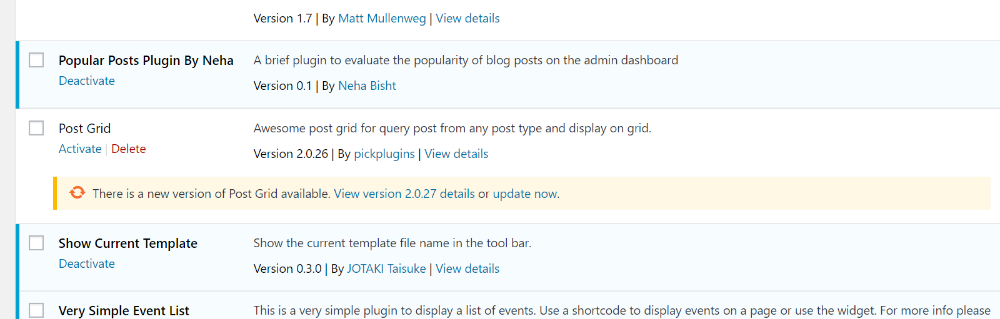 Version 1.7 | By Matt Mullenweg | View details
Popular Posts Plugin By Neha
Deactivate
A brief plugin to evaluate the popularity of blog posts on the admin dashboard
Version 0.1 | By Neha Bisht
Post Grid
Activate | Delete
Awesome post grid for query post from any post type and display on grid.
Version 2.0.26 | By pickplugins | View details
There is a new version of Post Grid available. View version 2.0.27 details or update now.
Show Current Template
Deactivate
Show the current template file name in the tool bar.
Version 0.3.0 | By JOTAKI Taisuke | View details
Very Simple Event List
This is a very simple plugin to display a list of events. Use a shortcode to display events on a page or use the widget. For more info please